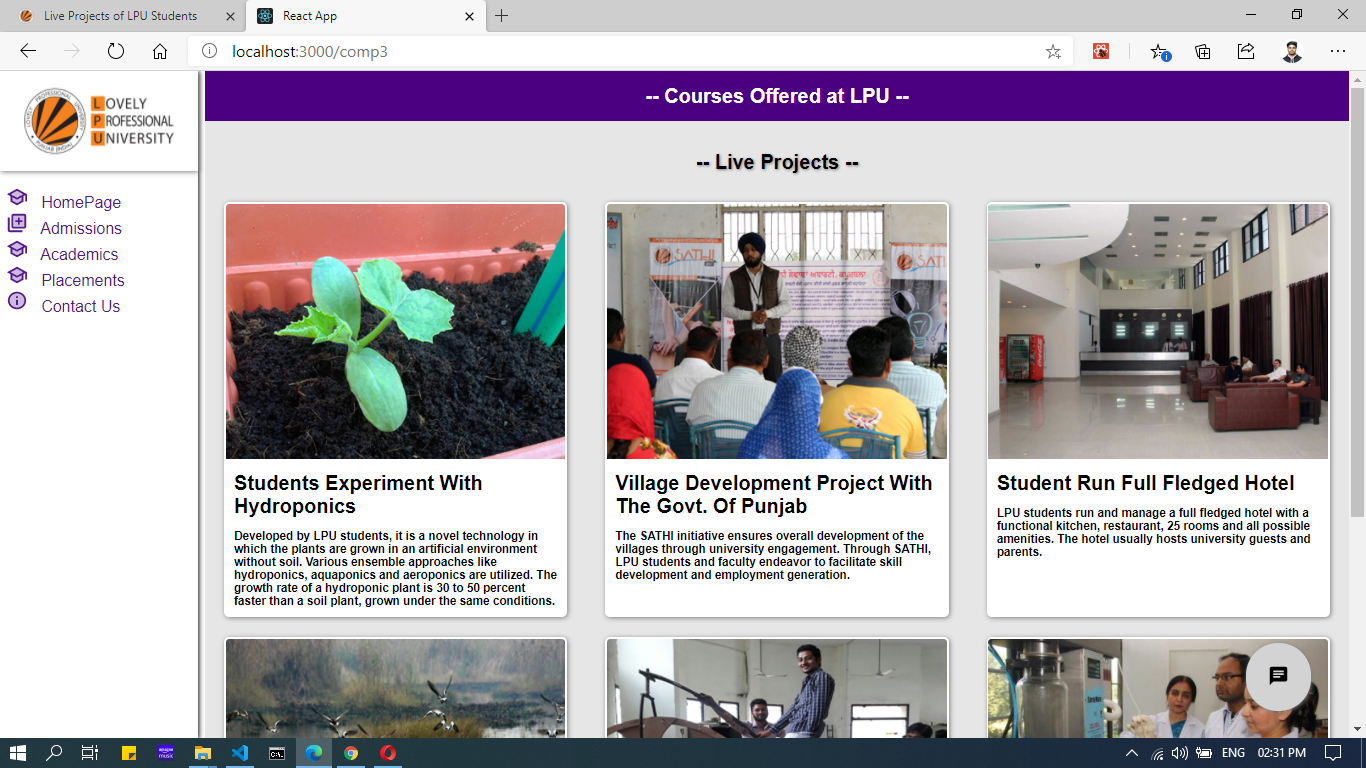 Live Projects of LPU Students
React App
localhost:3000/comp3
LOVELY
PROFESSIONAL
UNIVERSITY
HomePage
Admissions
Academics
Placements
Contact Us
-- Courses Offered at LPU --
-- Live Projects --
SATHI
Students Experiment With
Hydroponics
Developed by LPU students, it is a novel technology in
which the plants are grown in an artificial environment
without soil. Various ensemble approaches like
hydroponics, aquaponics and aeroponics are utilized. The
growth rate of a hydroponic plant is 30 to 50 percent
faster than a soil plant, grown under the same conditions.
Village Development Project With
The Govt. Of Punjab
The SATHI initiative ensures overall development of the
villages through university engagement. Through SATHI,
LPU students and faculty endeavor to facilitate skill
development and employment generation.
Student Run Full Fledged Hotel
LPU students run and manage a full fledged hotel with a
functional kitchen, restaurant, 25 rooms and all possible
amenities. The hotel usually hosts university guests and
parents.
amazon
music
ENG
02:31 PM